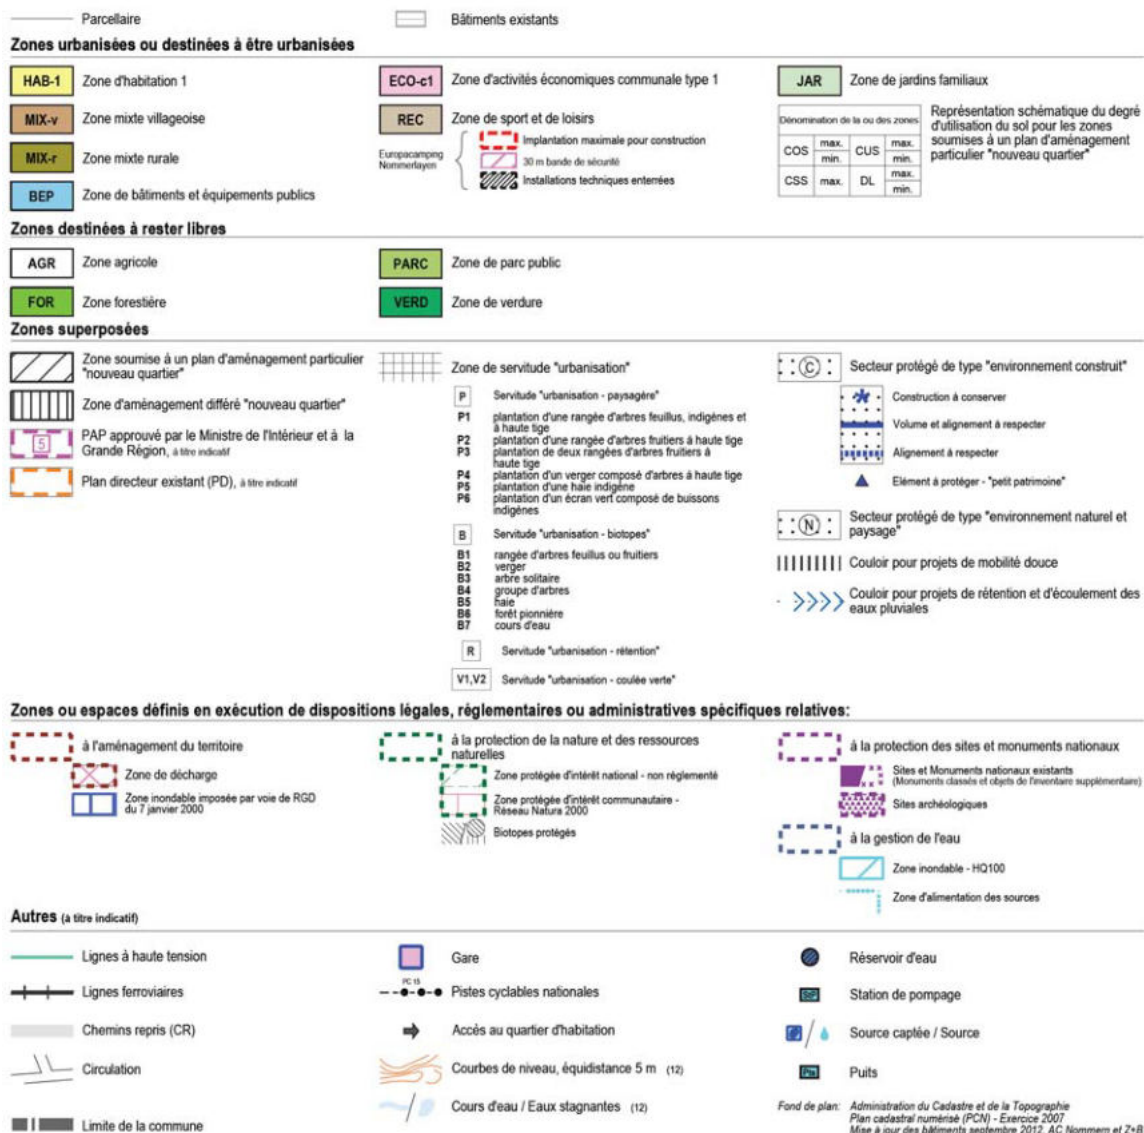 Parcellaire
Bâtiments existants
Zones urbanisées ou destinées à être urbanisées
HAB-1 Zone d'habitation 1
MIX-v Zone mixte villageoise
MIX-r Zone mixte rurale
BEP Zone de bâtiments et équipements publics
ECO-c1 Zone d'activités économiques communale type 1
REC Zone de sport et de loisirs
Europacamping
Nommerlayen
Implantation maximale pour construction
30 m bande de sécurité
Installations techniques enterrées
JAR Zone de jardins familiaux
Dénomination de la ou des zones
COS max. CUS max.
min. min.
CSS max. DL max.
min.
Représentation schématique du degré
d'utilisation du sol pour les zones
soumises à un plan d'aménagement
particulier "nouveau quartier"
Zones destinées à rester libres
AGR Zone agricole
FOR Zone forestière
PARC Zone de parc public
VERD Zone de verdure
Zones superposées
Zone soumise à un plan d'aménagement particulier
"nouveau quartier"
Zone d'aménagement différé "nouveau quartier"
5 PAP approuvé par le Ministre de l'Intérieur et à la
Grande Région, à titre indicatif
Plan directeur existant (PD), à titre indicatif
Zone de servitude "urbanisation"
P Servitude "urbanisation - paysagère"
P1 plantation d'une rangée d'arbres feuillus, indigènes et
à haute tige
P2 plantation d'une rangée d'arbres fruitiers à haute tige
P3 plantation de deux rangées d'arbres fruitiers à
haute tige
P4 plantation d'un verger composé d'arbres à haute tige
P5 plantation d'une haie indigène
P6 plantation d'un écran vert composé de buissons
indigènes
B Servitude "urbanisation - biotopes"
B1 rangée d'arbres feuillus ou fruitiers
B2 verger
B3 arbre solitaire
B4 groupe d'arbres
B5 haie
B6 forêt pionnière
B7 cours d'eau
R Servitude "urbanisation - rétention"
V1,V2 Servitude "urbanisation - coulée verte"
C Secteur protégé de type "environnement construit"
Construction à conserver
Volume et alignement à respecter
Alignement à respecter
Elément à protéger - "petit patrimoine"
N Secteur protégé de type "environnement naturel et
paysage"
Couloir pour projets de mobilité douce
Couloir pour projets de rétention et d'écoulement des
eaux pluviales
Zones ou espaces définis en exécution de dispositions légales, réglementaires ou administratives spécifiques relatives:
à l'aménagement du territoire
Zone de décharge
Zone inondable imposée par voie de RGD
du 7 janvier 2000
à la protection de la nature et des ressources
naturelles
Zone protégée d'intérêt national - non règlementé
Zone protégée d'intérêt communautaire -
Réseau Natura 2000
Biotopes protégés
à la protection des sites et monuments nationaux
Sites et Monuments nationaux existants
(Monuments classés et objets de l'inventaire supplémentaire)
Sites archéologiques
à la gestion de l'eau
Zone inondable - HQ100
Zone d'alimentation des sources
Autres (à titre indicatif)
Lignes à haute tension
Lignes ferroviaires
Chemins repris (CR)
Circulation
Limite de la commune
Gare
PC 15
Pistes cyclables nationales
Accès au quartier d'habitation
Courbes de niveau, équidistance 5 m (12)
Cours d'eau / Eaux stagnantes (12)
Réservoir d'eau
Station de pompage
Source captée / Source
Puits
Fond de plan: Administration du Cadastre et de la Topographie
Plan cadastral numérisé (PCN) - Exercice 2007
Mise à jour des bâtiments septembre 2012, AC Nommern et Z+B